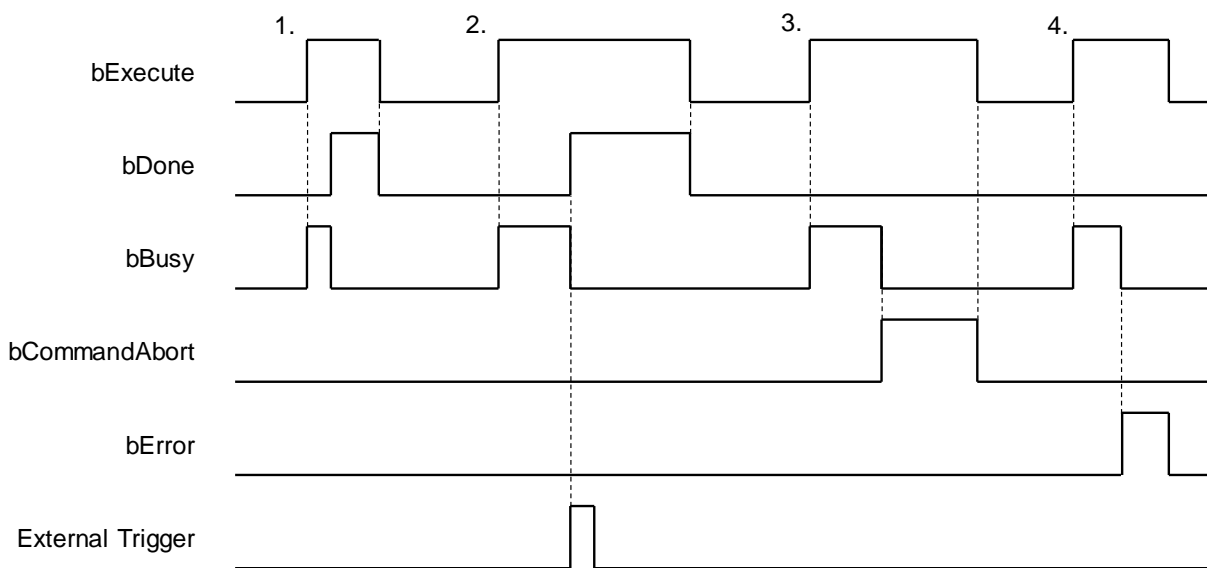 1. 2. 3. 4.
bExecute
bDone
bBusy
bCommandAbort
bError
External Trigger